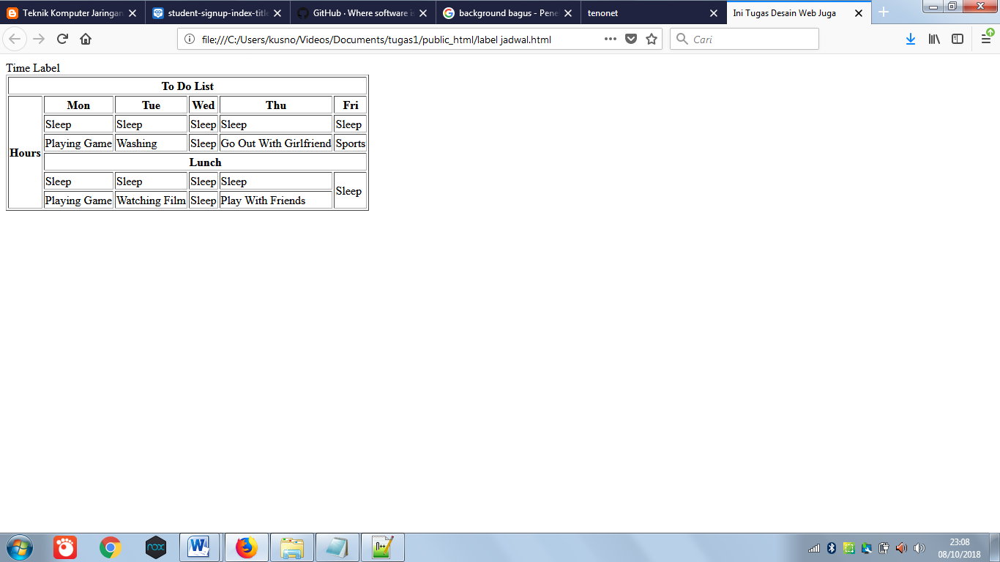 Teknik Komputer Jaringan student-signup-index-title GitHub · Where software is background bagus - Pene tenonet Ini Tugas Desain Web Juga
file:///C:/Users/kusno/Videos/Documents/tugas1/public_html/label jadwal.html Cari
Time Label
To Do List
Mon Tue Wed Thu Fri
Sleep Sleep Sleep Sleep Sleep
Playing Game Washing Sleep Go Out With Girlfriend Sports
Hours
Lunch
Sleep Sleep Sleep Sleep
Sleep
Playing Game Watching Film Sleep Play With Friends
nox
23:08
08/10/2018